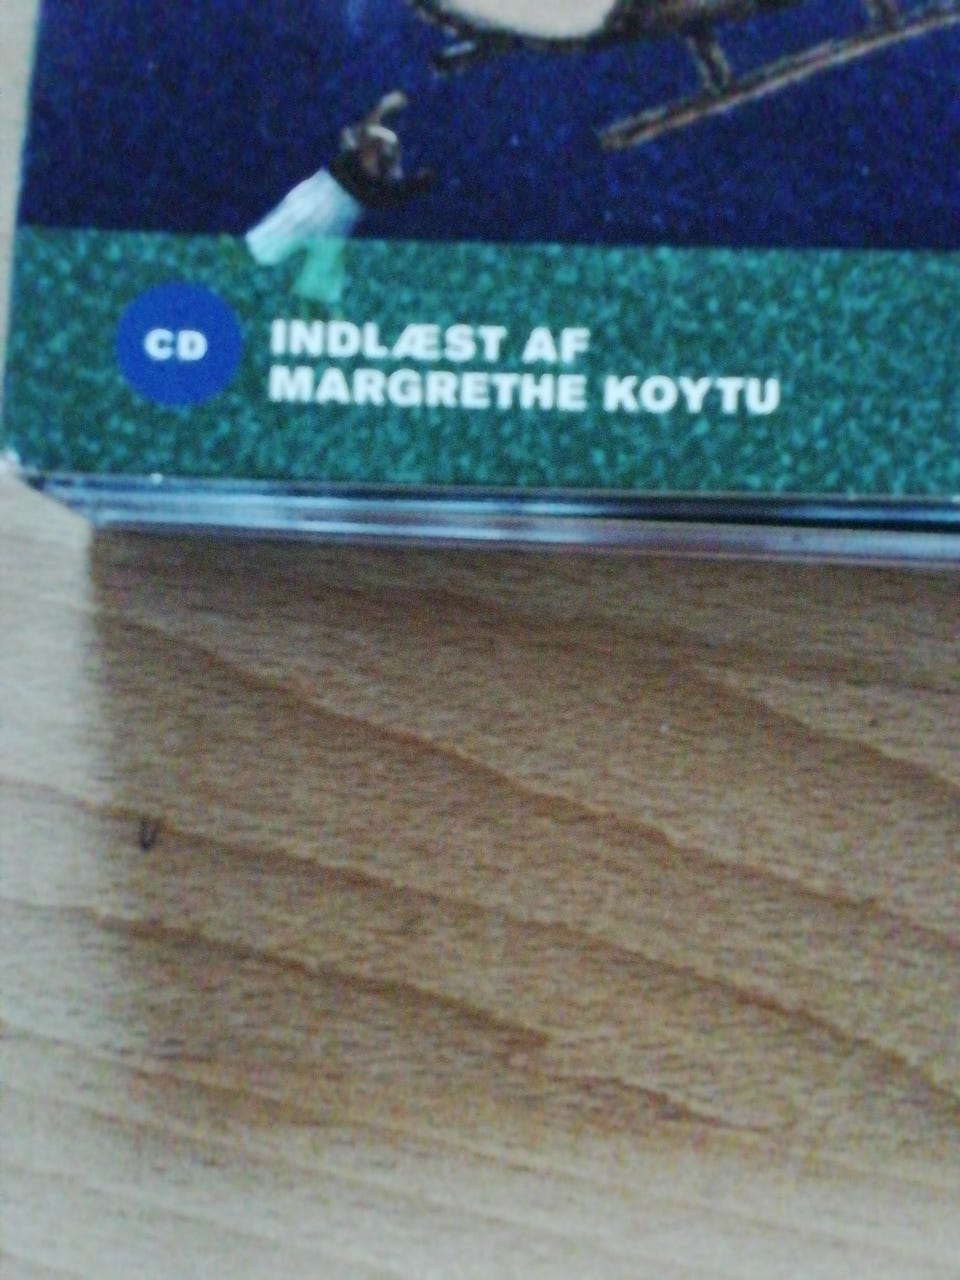 CD
INDLÆST AF
MARGRETHE KOYTU